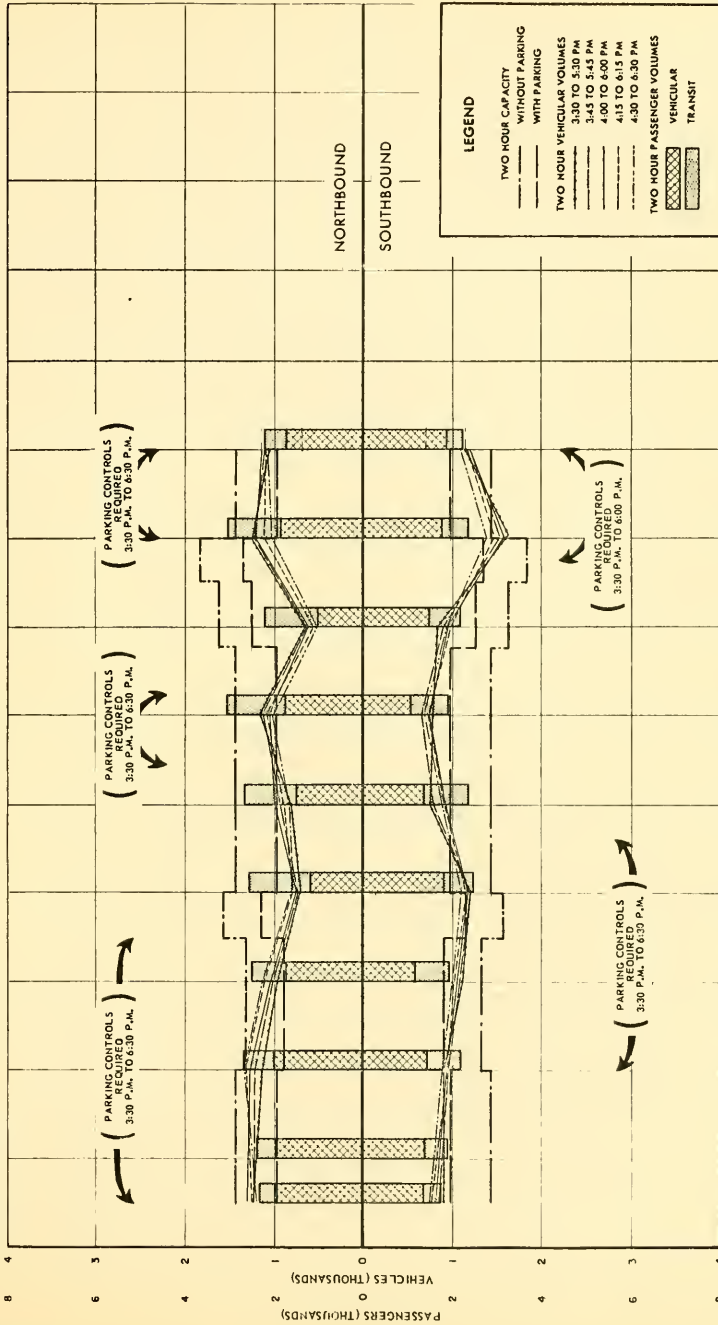 ( PARKING CONTROLS
REQUIRED
3:30 P.M. TO 6:30 P.M. )
( PARKING CONTROLS
REQUIRED
3:30 P.M. TO 6:30 P.M. )
( PARKING CONTROLS
REQUIRED
3:30 P.M. TO 6:30 P.M. )
NORTHBOUND
SOUTHBOUND
( PARKING CONTROLS
REQUIRED
3:30 P.M. TO 6:30 P.M. )
( PARKING CONTROLS
REQUIRED
3:30 P.M. TO 6:00 P.M. )
4
3
2
1
0
1
2
3
VEHICLES (THOUSANDS)
8
6
4
2
0
2
4
6
8
PASSENGERS (THOUSANDS)
LEGEND
TWO HOUR CAPACITY
WITHOUT PARKING
WITH PARKING
TWO HOUR VEHICULAR VOLUMES
3:30 TO 5:30 PM
3:45 TO 5:45 PM
4:00 TO 6:00 PM
4:15 TO 6:15 PM
4:30 TO 6:30 PM
TWO HOUR PASSENGER VOLUMES
VEHICULAR
TRANSIT